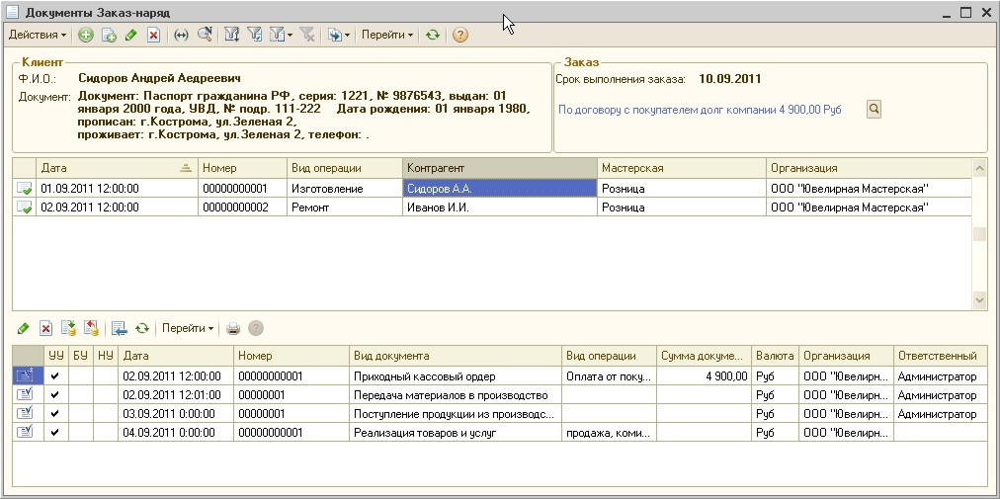 Документы Заказ-наряд
Действия Перейти
Клиент
Ф.И.О.: Сидоров Андрей Аедреевич
Документ: Документ: Паспорт гражданина РФ, серия: 1221, № 9876543, выдан: 01
января 2000 года, УВД, № подр. 111-222 Дата рождения: 01 января 1980,
прописан: г.Кострома, ул.Зеленая 2,
проживает: г.Кострома, ул.Зеленая 2, телефон: .
Заказ
Срок выполнения заказа: 10.09.2011
По договору с покупателем долг компании 4 900,00 Руб
Дата Номер Вид операции Контрагент Мастерская Организация
01.09.2011 12:00:00 00000000001 Изготовление Сидоров А.А. Розница ООО "Ювелирная Мастерская"
02.09.2011 12:00:00 00000000002 Ремонт Иванов И.И. Розница ООО "Ювелирная Мастерская"
Перейти
УУ БУ НУ Дата Номер Вид документа Вид операции Сумма докуме... Валюта Организация Ответственный
02.09.2011 12:00:00 00000000001 Приходный кассовый ордер Оплата от поку... 4 900,00 Руб ООО "Ювелирн... Администратор
02.09.2011 12:01:00 00000001 Передача материалов в производство Руб ООО "Ювелирн... Администратор
03.09.2011 0:00:00 00000001 Поступление продукции из производс... Руб ООО "Ювелирн... Администратор
04.09.2011 0:00:00 00000000001 Реализация товаров и услуг продажа, коми... Руб ООО "Ювелирн... Администратор